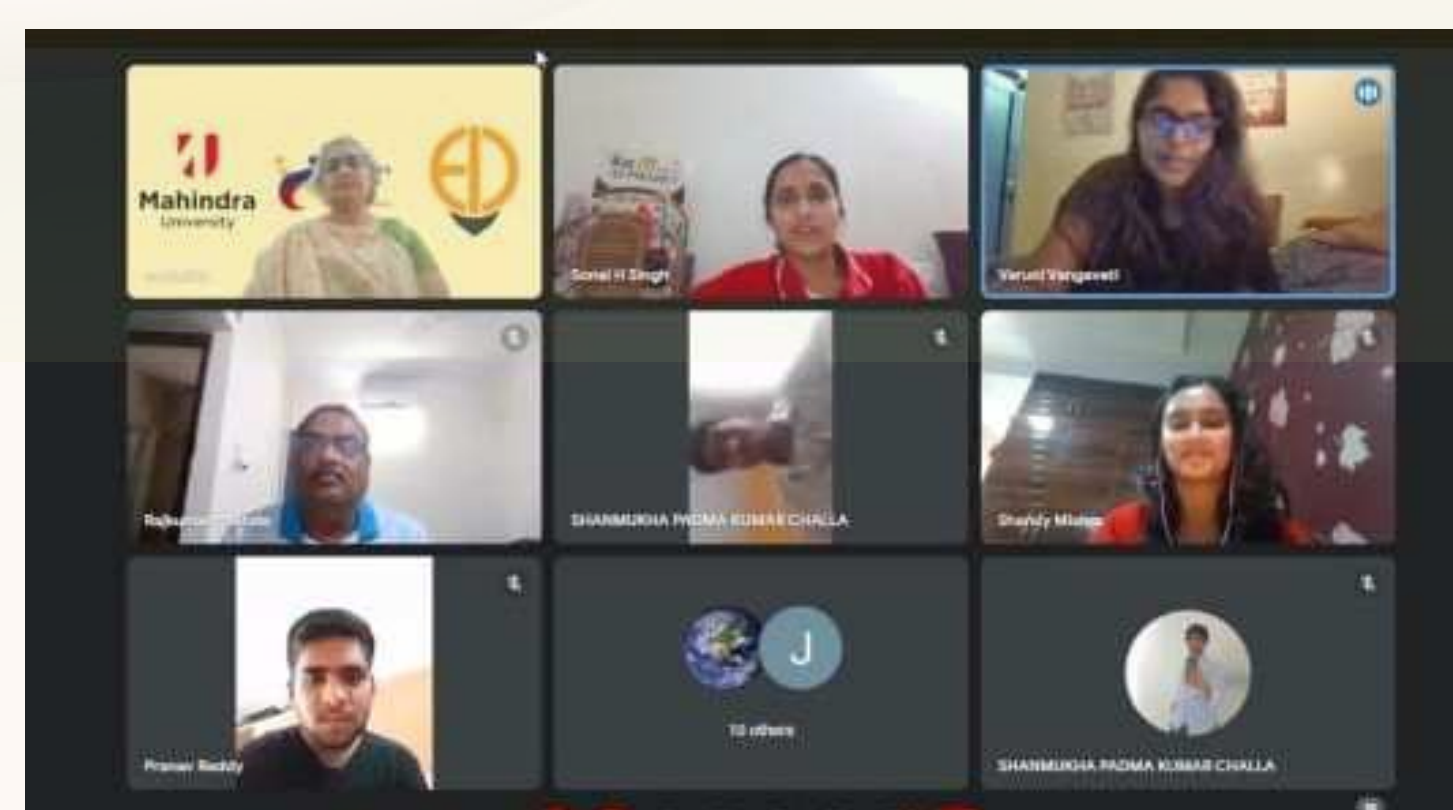 Mahindra
University
Sonal H Singh
Varuni Vangaveti
SHANMUKHA PADMA KUMAR CHALLA
Pranav Reddy
J
10 others
SHANMUKHA PADMA KUMAR CHALLA